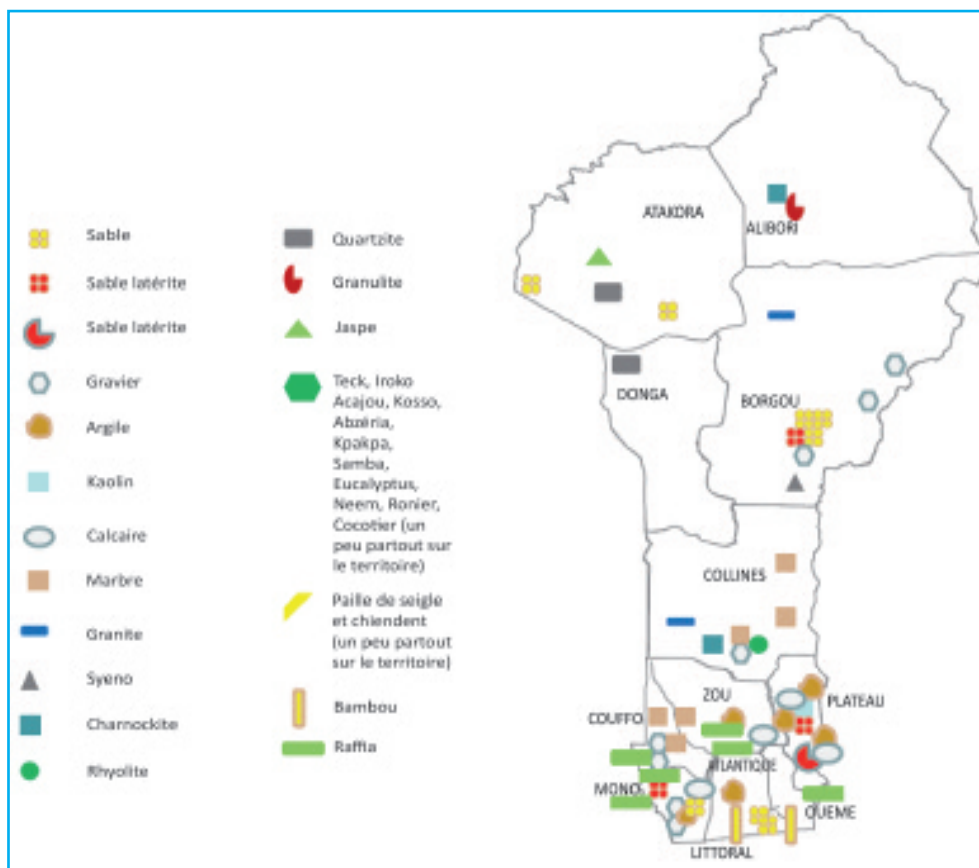 Sable
Sable latérite
Sable latérite
Gravier
Argile
Kaolin
Calcaire
Marbre
Granite
Syeno
Charnockite
Rhyolite
Quartzite
Granulite
Jaspe
Teck, Iroko
Acajou, Kosso,
Abzéria,
Kpakpa,
Samba,
Eucalyptus,
Neem, Ronier,
Cocotier (un
peu partout sur
le territoire)
Paille de seigle
et chiendent
(un peu partout
sur le territoire)
Bambou
Raffia
ATAKORA
ALIBORI
DONGA
BORGOU
COLLINES
ZOU
PLATEAU
COUFFO
ATLANTIQUE
MONO
OUEME
LITTORAL